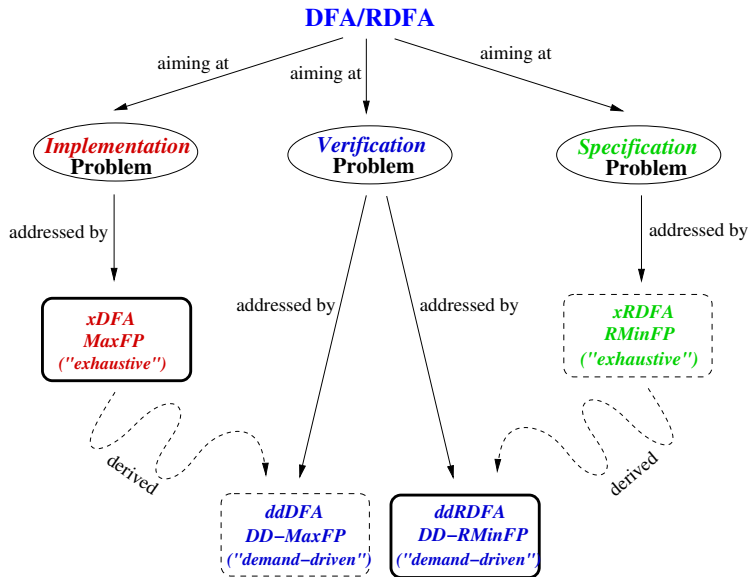 DFA/RDFA
aiming at
aiming at
aiming at
Implementation
Problem
Verification
Problem
Specification
Problem
addressed by
addressed by
addressed by
addressed by
xDFA
MaxFP
("exhaustive")
xRDFA
RMinFP
("exhaustive")
derived
derived
ddDFA
DD−MaxFP
("demand−driven")
ddRDFA
DD−RMinFP
("demand−driven")